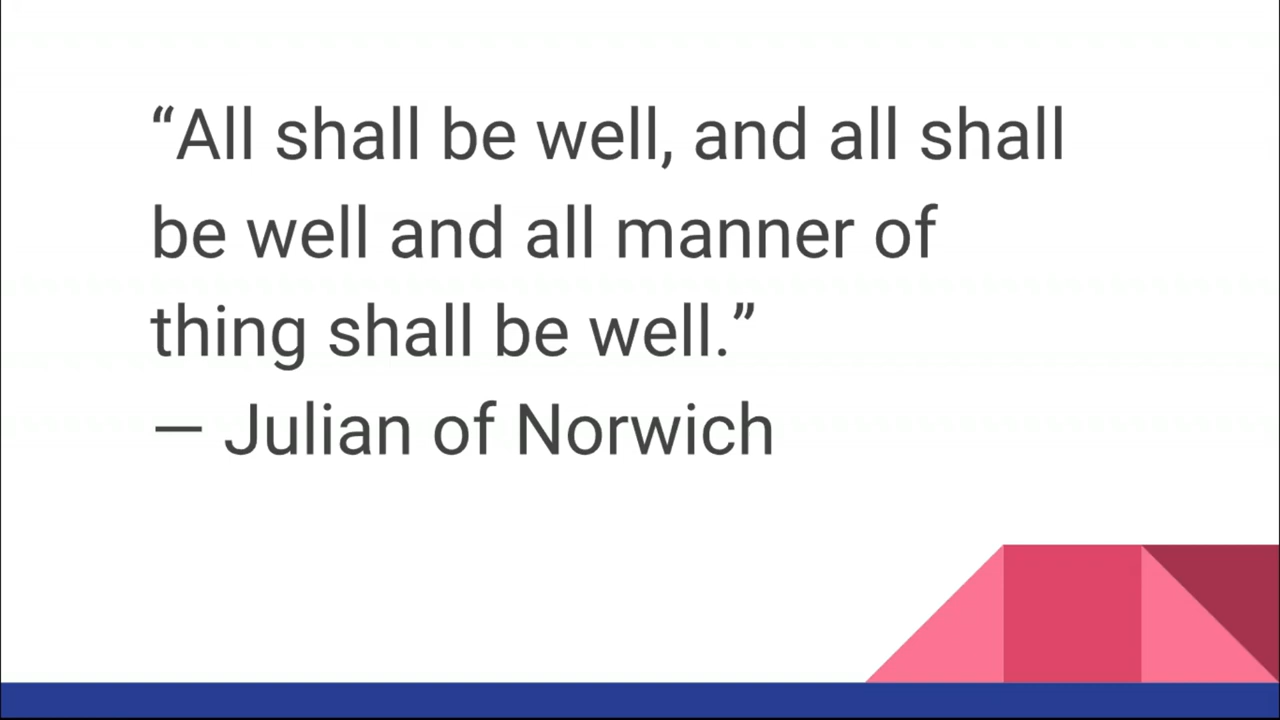 “All shall be well, and all shall
be well and all manner of
thing shall be well.”
— Julian of Norwich